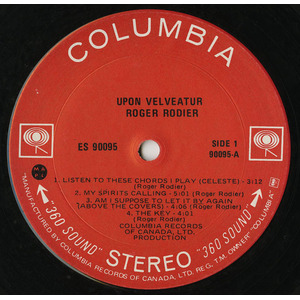 COLUMBIA
UPON VELVEATUR
ROGER RODIER
ES 90095
SIDE 1
90095-A
1. LISTEN TO THESE CHORDS I PLAY (CELESTE) - 3:12
(Roger Rodier)
2. MY SPIRITS CALLING - 5:01 (Roger Rodier)
3. AM I SUPPOSE TO LET IT BY AGAIN
(ABOVE THE COVERS) - 4:06 (Roger Rodier)
4. THE KEY - 4:01
(Roger Rodier)
COLUMBIA RECORDS
OF CANADA, LTD.
PRODUCTION
"360 SOUND" STEREO "360 SOUND"
MANUFACTURED BY COLUMBIA RECORDS OF CANADA, LTD. REG. T.M. OWNER "COLUMBIA"